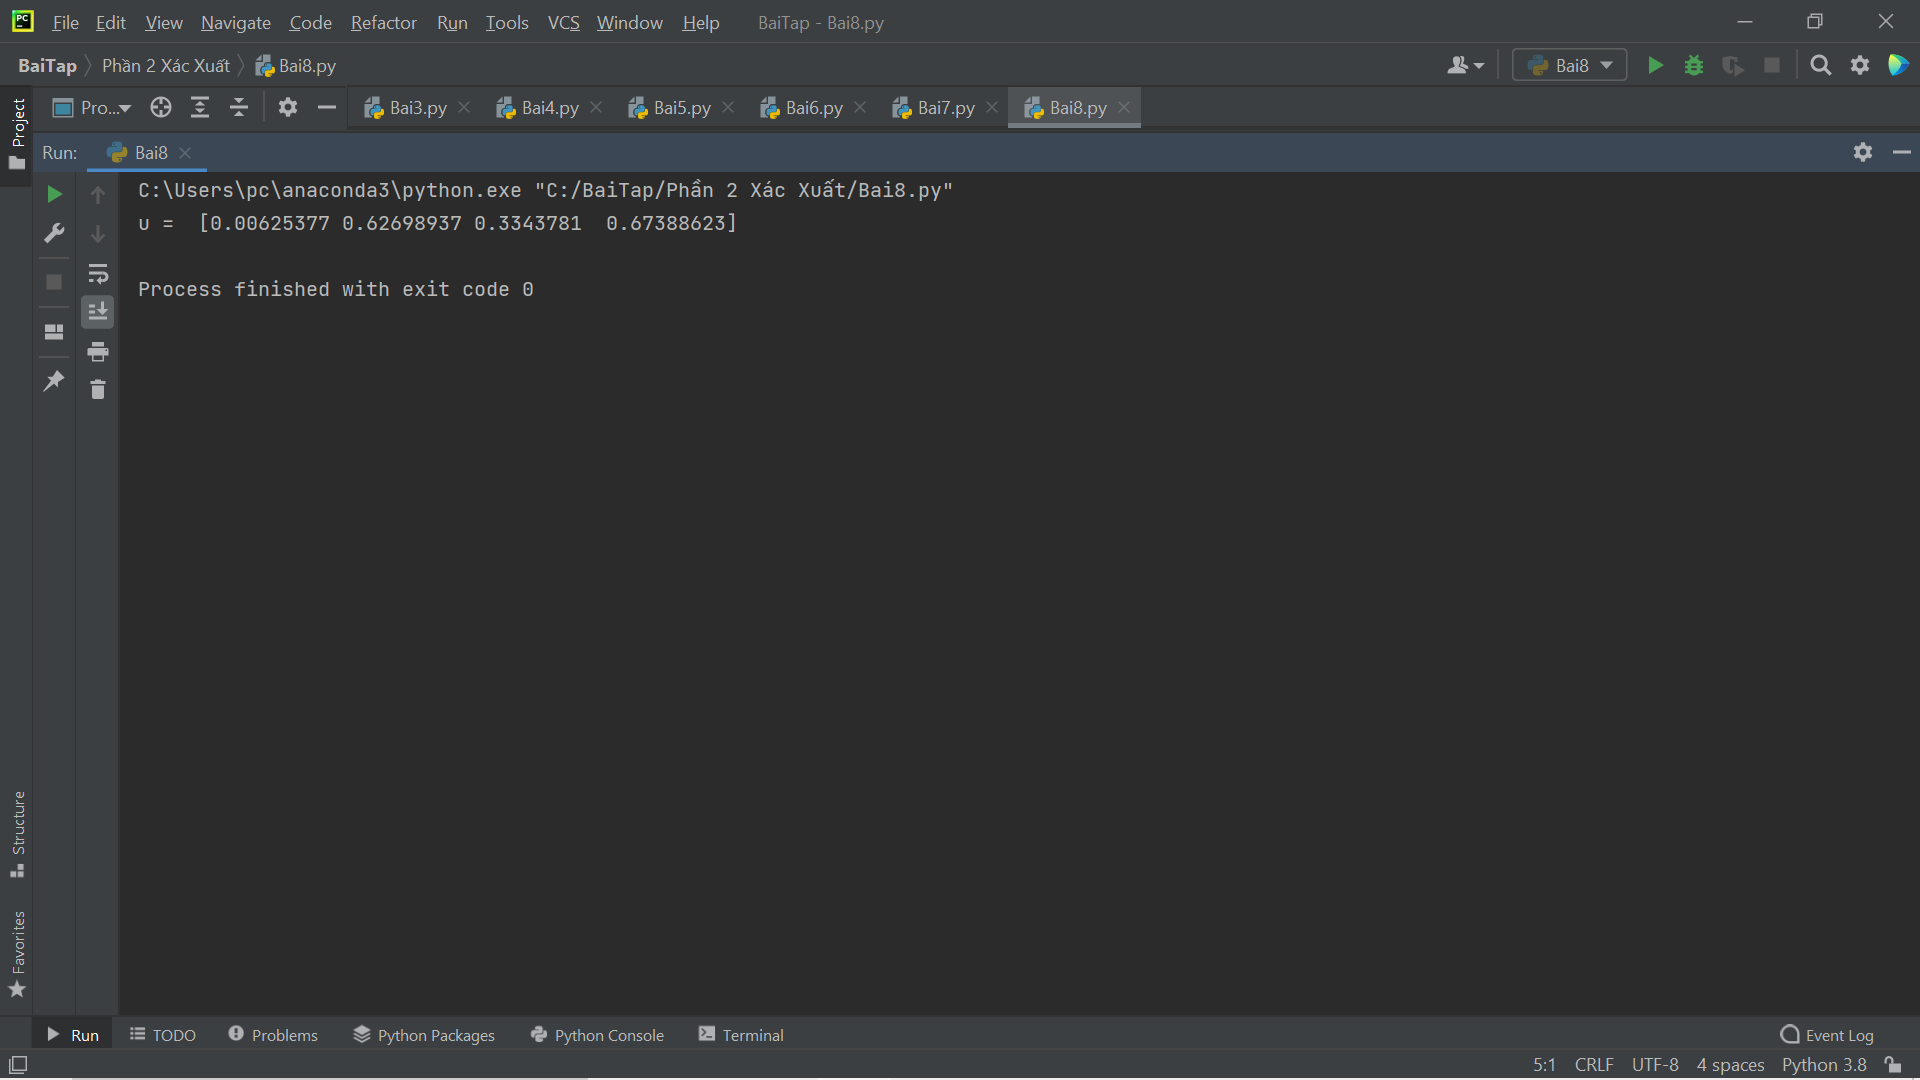 PC File Edit View Navigate Code Refactor Run Tools VCS Window Help BaiTap - Bai8.py
BaiTap Phần 2 Xác Xuất Bai8.py Bai8
Project Pro... Bai3.py Bai4.py Bai5.py Bai6.py Bai7.py Bai8.py
Run: Bai8
C:\Users\pc\anaconda3\python.exe "C:/BaiTap/Phần 2 Xác Xuất/Bai8.py"
u =  [0.00625377 0.62698937 0.3343781  0.67388623]
Process finished with exit code 0
Structure
Favorites
Run TODO Problems Python Packages Python Console Terminal Event Log
5:1 CRLF UTF-8 4 spaces Python 3.8